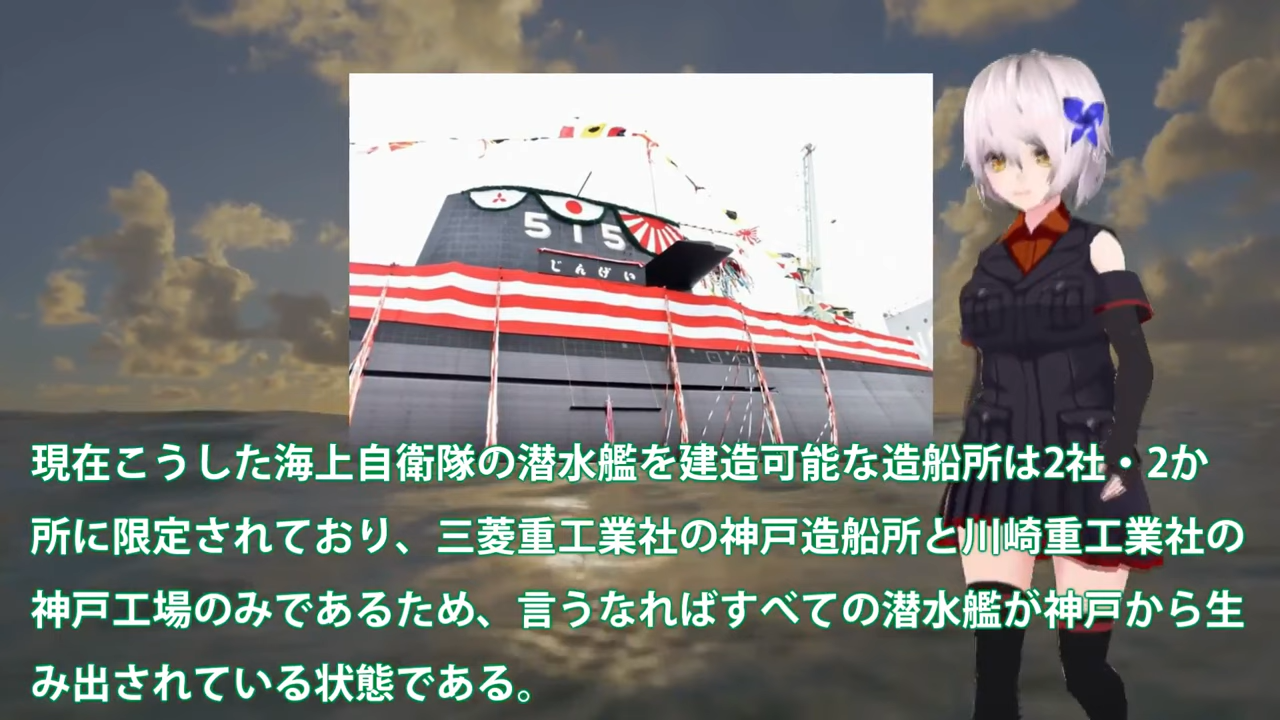 515
じんげい
現在こうした海上自衛隊の潜水艦を建造可能な造船所は2社・2か
所に限定されており、三菱重工業社の神戸造船所と川崎重工業社の
神戸工場のみであるため、言うなればすべての潜水艦が神戸から生
み出されている状態である。